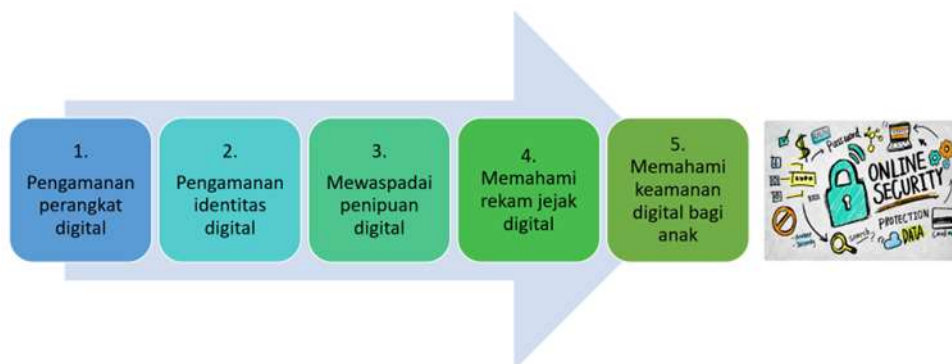 1.
Pengamanan
perangkat
digital
2.
Pengamanan
identitas
digital
3.
Mewaspadai
penipuan
digital
4.
Memahami
rekam jejak
digital
5.
Memahami
keamanan
digital bagi
anak
Password
ONLINE
SECURITY
PROTECTION
Search?
DATA